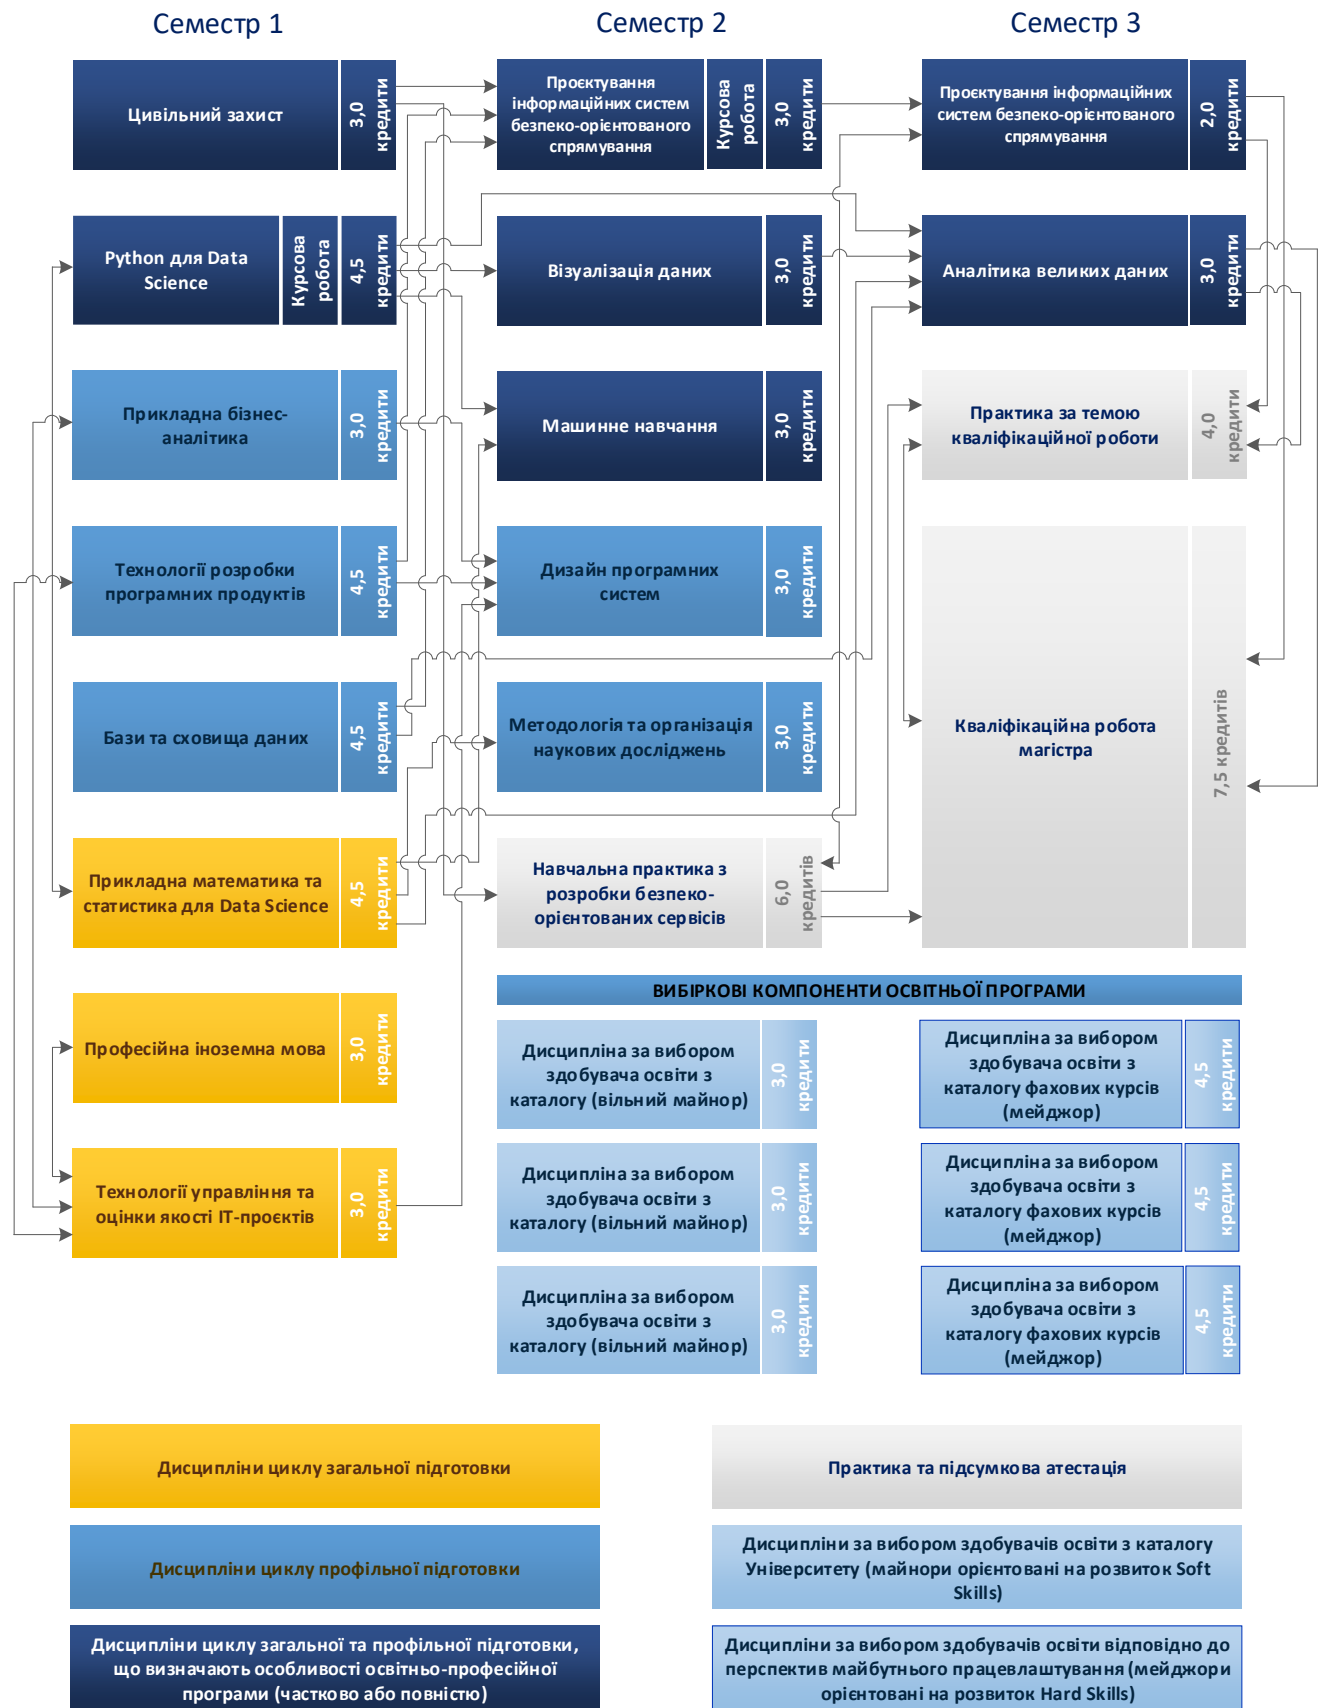 Семестр 1
Семестр 2
Семестр 3
Цивільний захист
3,0
кредити
Проєктування
інформаційних систем
безпеко-орієнтованого
спрямування
Курсова
робота
3,0
кредити
Проєктування інформаційних
систем безпеко-орієнтованого
спрямування
2,0
кредити
Python для Data
Science
Курсова
робота
4,5
кредити
Візуалізація даних
3,0
кредити
Аналітика великих даних
3,0
кредити
Прикладна бізнес-
аналітика
3,0
кредити
Машинне навчання
3,0
кредити
Практика за темою
кваліфікаційної роботи
4,0
кредити
Технології розробки
програмних продуктів
4,5
кредити
Дизайн програмних
систем
3,0
кредити
Кваліфікаційна робота
магістра
7,5 кредитів
Бази та сховища даних
4,5
кредити
Методологія та організація
наукових досліджень
3,0
кредити
Прикладна математика та
статистика для Data Science
4,5
кредити
Навчальна практика з
розробки безпеко-
орієнтованих сервісів
6,0
кредитів
Професійна іноземна мова
3,0
кредити
Технології управління та
оцінки якості ІТ-проєктів
3,0
кредити
ВИБІРКОВІ КОМПОНЕНТИ ОСВІТНЬОЇ ПРОГРАМИ
Дисципліна за вибором
здобувача освіти з
каталогу (вільний майнор)
3,0
кредити
Дисципліна за вибором
здобувача освіти з
каталогу фахових курсів
(мейджор)
4,5
кредити
Дисципліна за вибором
здобувача освіти з
каталогу (вільний майнор)
3,0
кредити
Дисципліна за вибором
здобувача освіти з
каталогу фахових курсів
(мейджор)
4,5
кредити
Дисципліна за вибором
здобувача освіти з
каталогу (вільний майнор)
3,0
кредити
Дисципліна за вибором
здобувача освіти з
каталогу фахових курсів
(мейджор)
4,5
кредити
Дисципліни циклу загальної підготовки
Практика та підсумкова атестація
Дисципліни циклу профільної підготовки
Дисципліни за вибором здобувачів освіти з каталогу
Університету (майнори орієнтовані на розвиток Soft
Skills)
Дисципліни циклу загальної та профільної підготовки,
що визначають особливості освітньо-професійної
програми (частково або повністю)
Дисципліни за вибором здобувачів освіти відповідно до
перспектив майбутнього працевлаштування (мейджори
орієнтовані на розвиток Hard Skills)